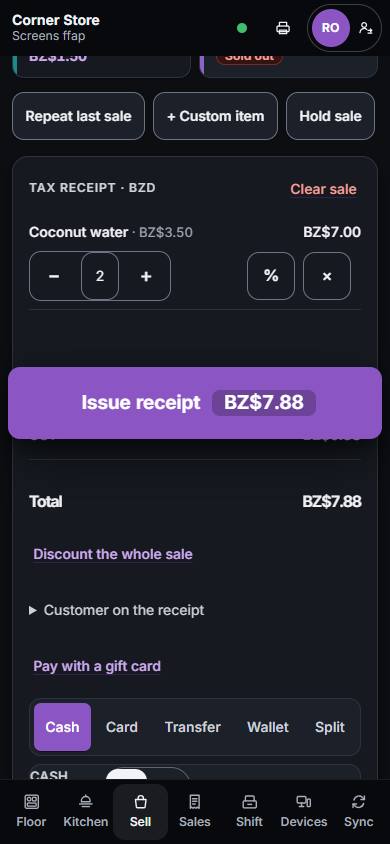 Corner Store
Screens ffap
RO
BZ$1.50
Sold out
Repeat last sale
+ Custom item
Hold sale
TAX RECEIPT · BZD
Clear sale
Coconut water · BZ$3.50
BZ$7.00
− 2 +
%
×
Issue receipt BZ$7.88
Total
BZ$7.88
Discount the whole sale
▶ Customer on the receipt
Pay with a gift card
Cash
Card
Transfer
Wallet
Split
CASH
Floor
Kitchen
Sell
Sales
Shift
Devices
Sync